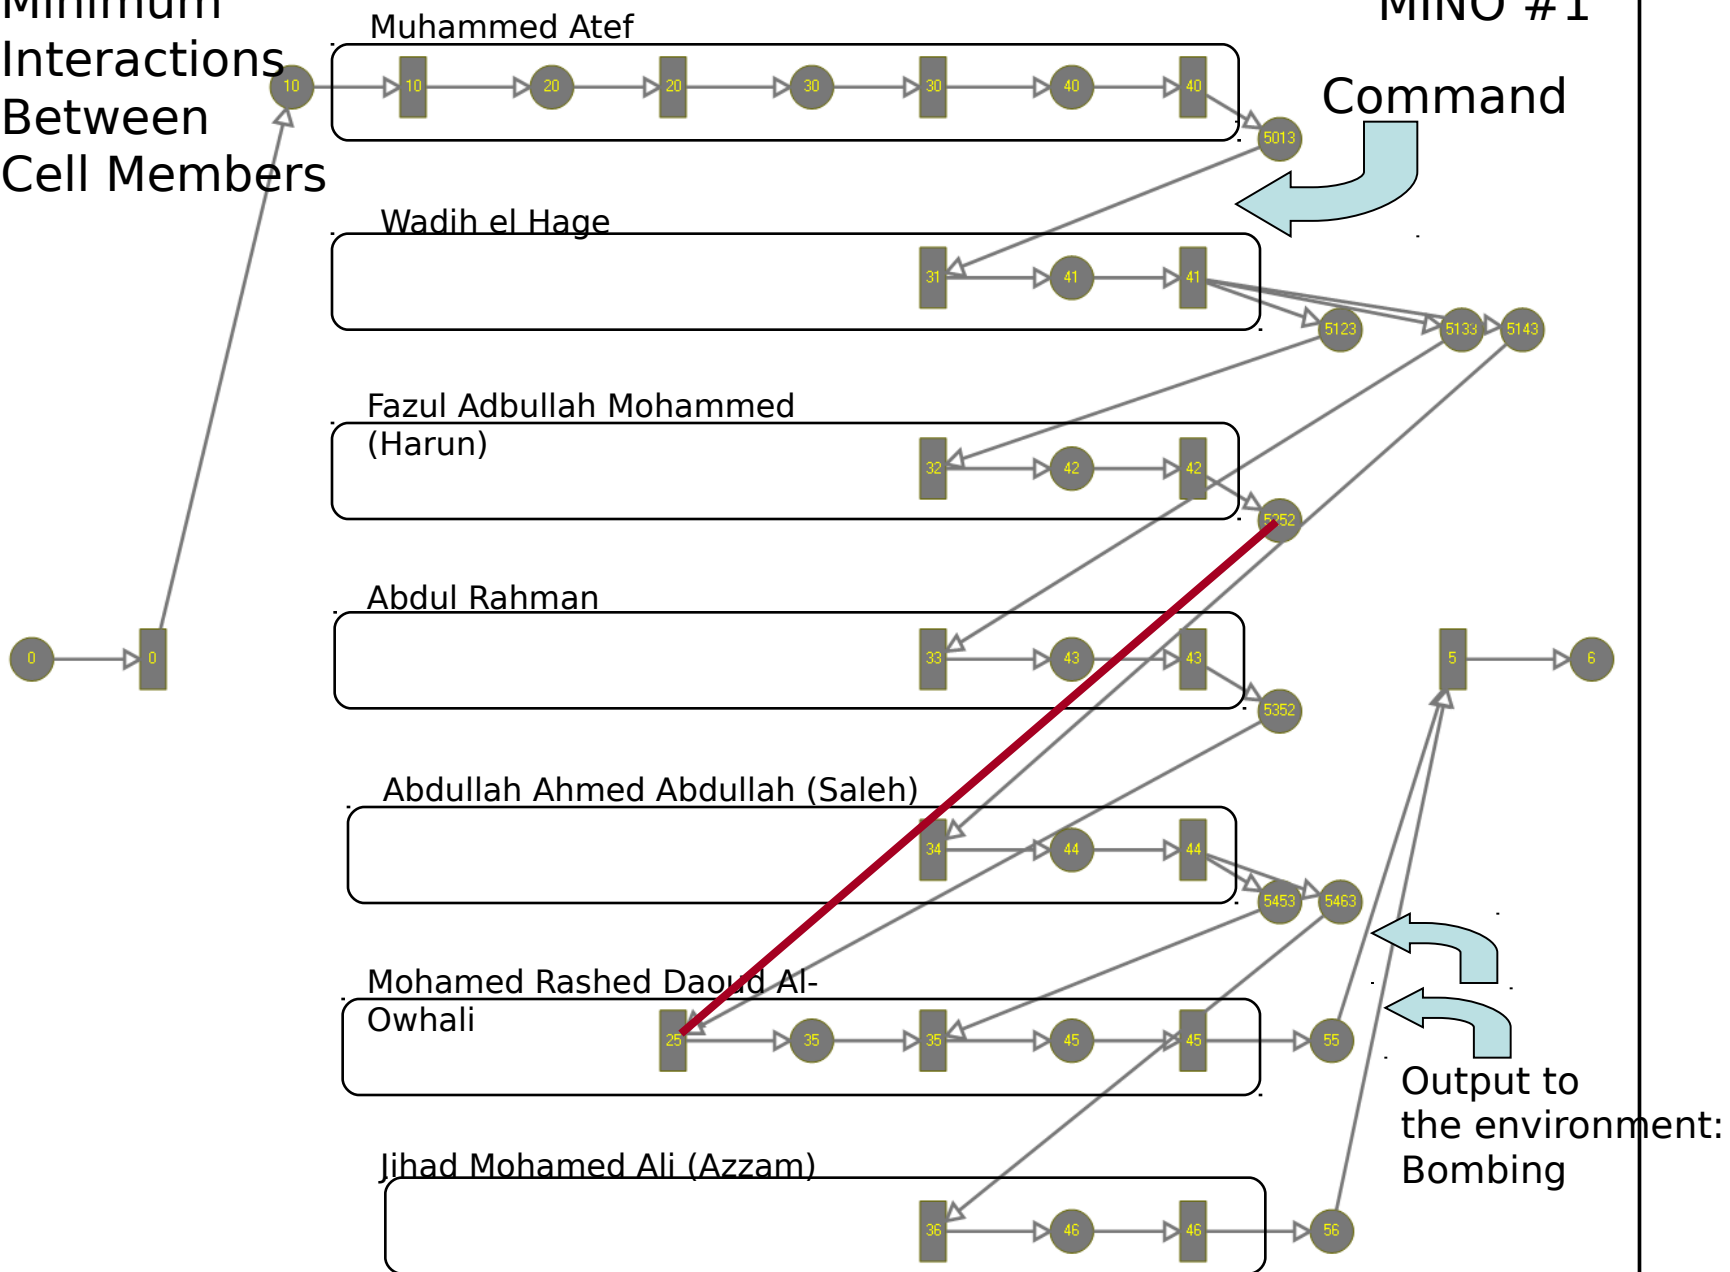 Minimum
Interactions
Between
Cell Members
MINO #1
Command
Muhammed Atef
10 10 20 20 30 30 40 40
5013
Wadih el Hage
31 41 41
5123 5133 5143
Fazul Adbullah Mohammed
(Harun)
32 42 42
5252
Abdul Rahman
0 0
33 43 43
5 6
5352
Abdullah Ahmed Abdullah (Saleh)
34 44 44
5453 5463
Mohamed Rashed Daoud Al-
Owhali
25 35 35 45 45 55
Output to
the environment:
Bombing
Jihad Mohamed Ali (Azzam)
36 46 46 56